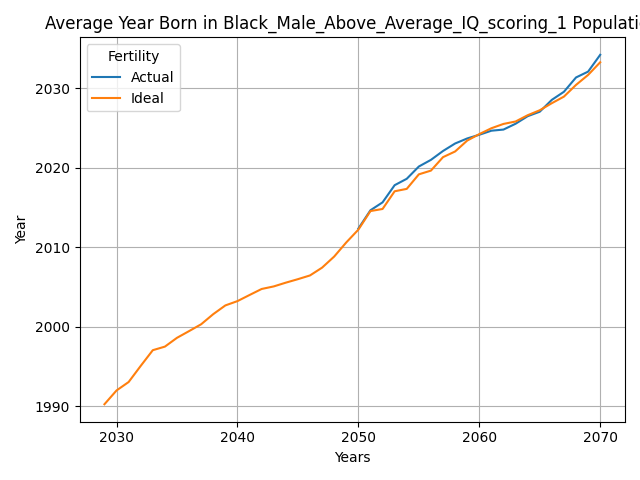 Average Year Born in Black_Male_Above_Average_IQ_scoring_1 Populati
Fertility
Actual
Ideal
2030
2020
2010
2000
1990
Year
2030 2040 2050 2060 2070
Years